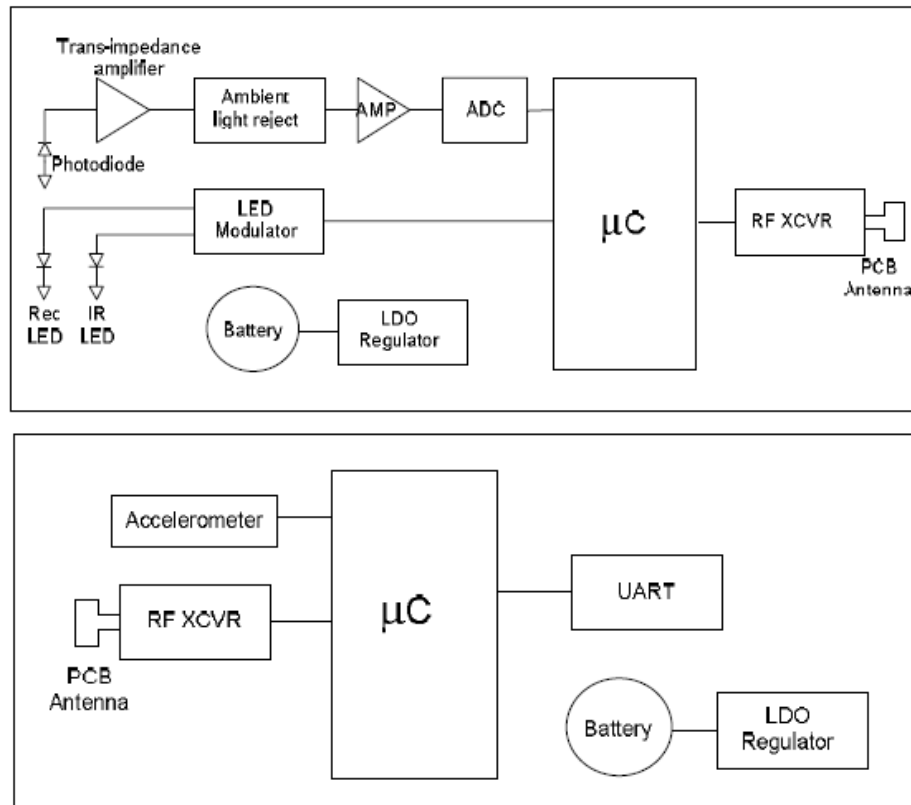 Trans-impedance
amplifier
Ambient
light reject
AMP
ADC
Photodiode
LED
Modulator
µC
RF XCVR
PCB
Antenna
Rec
LED
IR
LED
Battery
LDO
Regulator
Accelerometer
µC
UART
RF XCVR
PCB
Antenna
Battery
LDO
Regulator